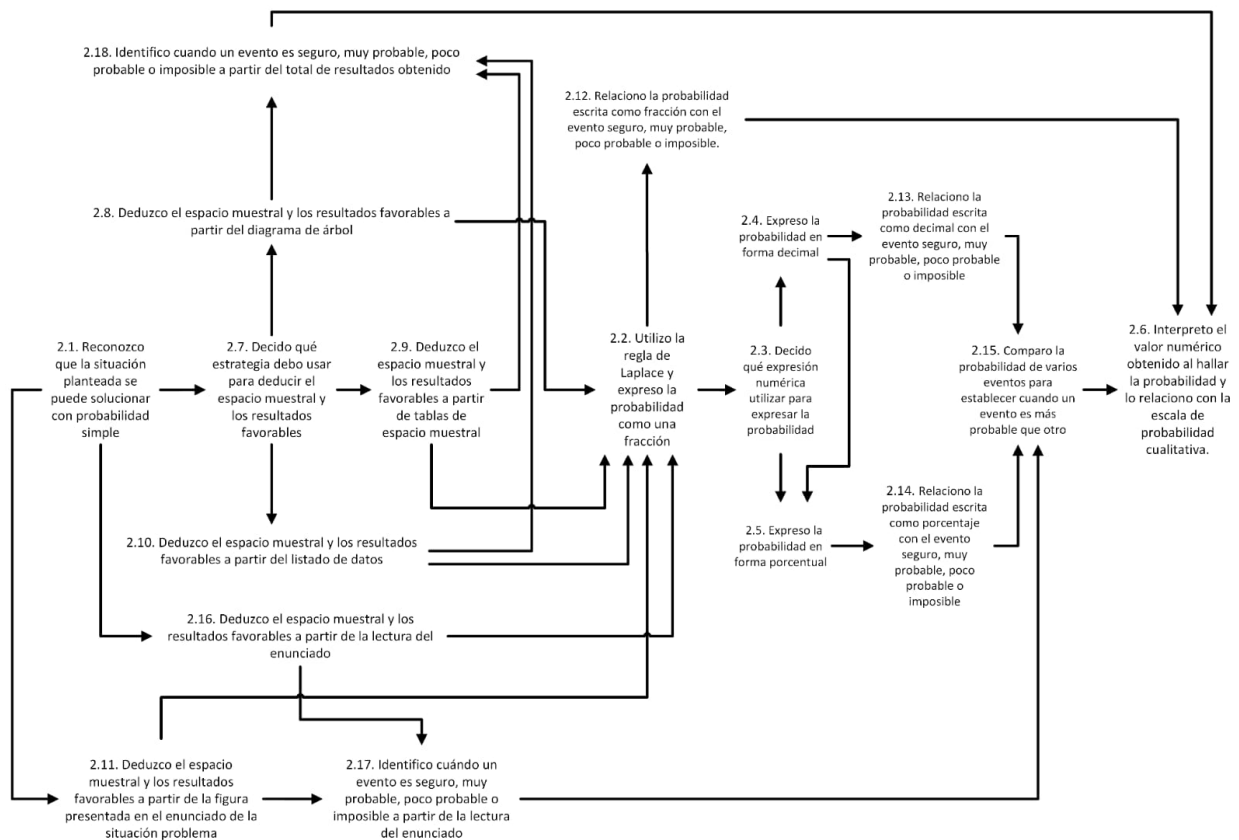 2.18. Identifico cuando un evento es seguro, muy probable, poco
probable o imposible a partir del total de resultados obtenido
2.12. Relaciono la probabilidad
escrita como fracción con el
evento seguro, muy probable,
poco probable o imposible.
2.8. Deduzco el espacio muestral y los resultados favorables a
partir del diagrama de árbol
2.4. Expreso la
probabilidad en
forma decimal
2.13. Relaciono la
probabilidad escrita
como decimal con el
evento seguro, muy
probable, poco probable
o imposible
2.1. Reconozco
que la situación
planteada se
puede solucionar
con probabilidad
simple
2.7. Decido qué
estrategia debo usar
para deducir el
espacio muestral y
los resultados
favorables
2.9. Deduzco el
espacio muestral y
los resultados
favorables a partir
de tablas de
espacio muestral
2.2. Utilizo la
regla de
Laplace y
expreso la
probabilidad
como una
fracción
2.3. Decido
qué expresión
numérica
utilizar para
expresar la
probabilidad
2.15. Comparo la
probabilidad de varios
eventos para
establecer cuando un
evento es más
probable que otro
2.6. Interpreto el
valor numérico
obtenido al hallar
la probabilidad y
lo relaciono con la
escala de
probabilidad
cualitativa.
2.10. Deduzco el espacio muestral y los resultados
favorables a partir del listado de datos
2.5. Expreso la
probabilidad en
forma porcentual
2.14. Relaciono la
probabilidad escrita
como porcentaje
con el evento
seguro, muy
probable, poco
probable o
imposible
2.16. Deduzco el espacio muestral y los
resultados favorables a partir de la lectura del
enunciado
2.11. Deduzco el espacio
muestral y los resultados
favorables a partir de la figura
presentada en el enunciado de la
situación problema
2.17. Identifico cuándo un
evento es seguro, muy
probable, poco probable o
imposible a partir de la lectura
del enunciado